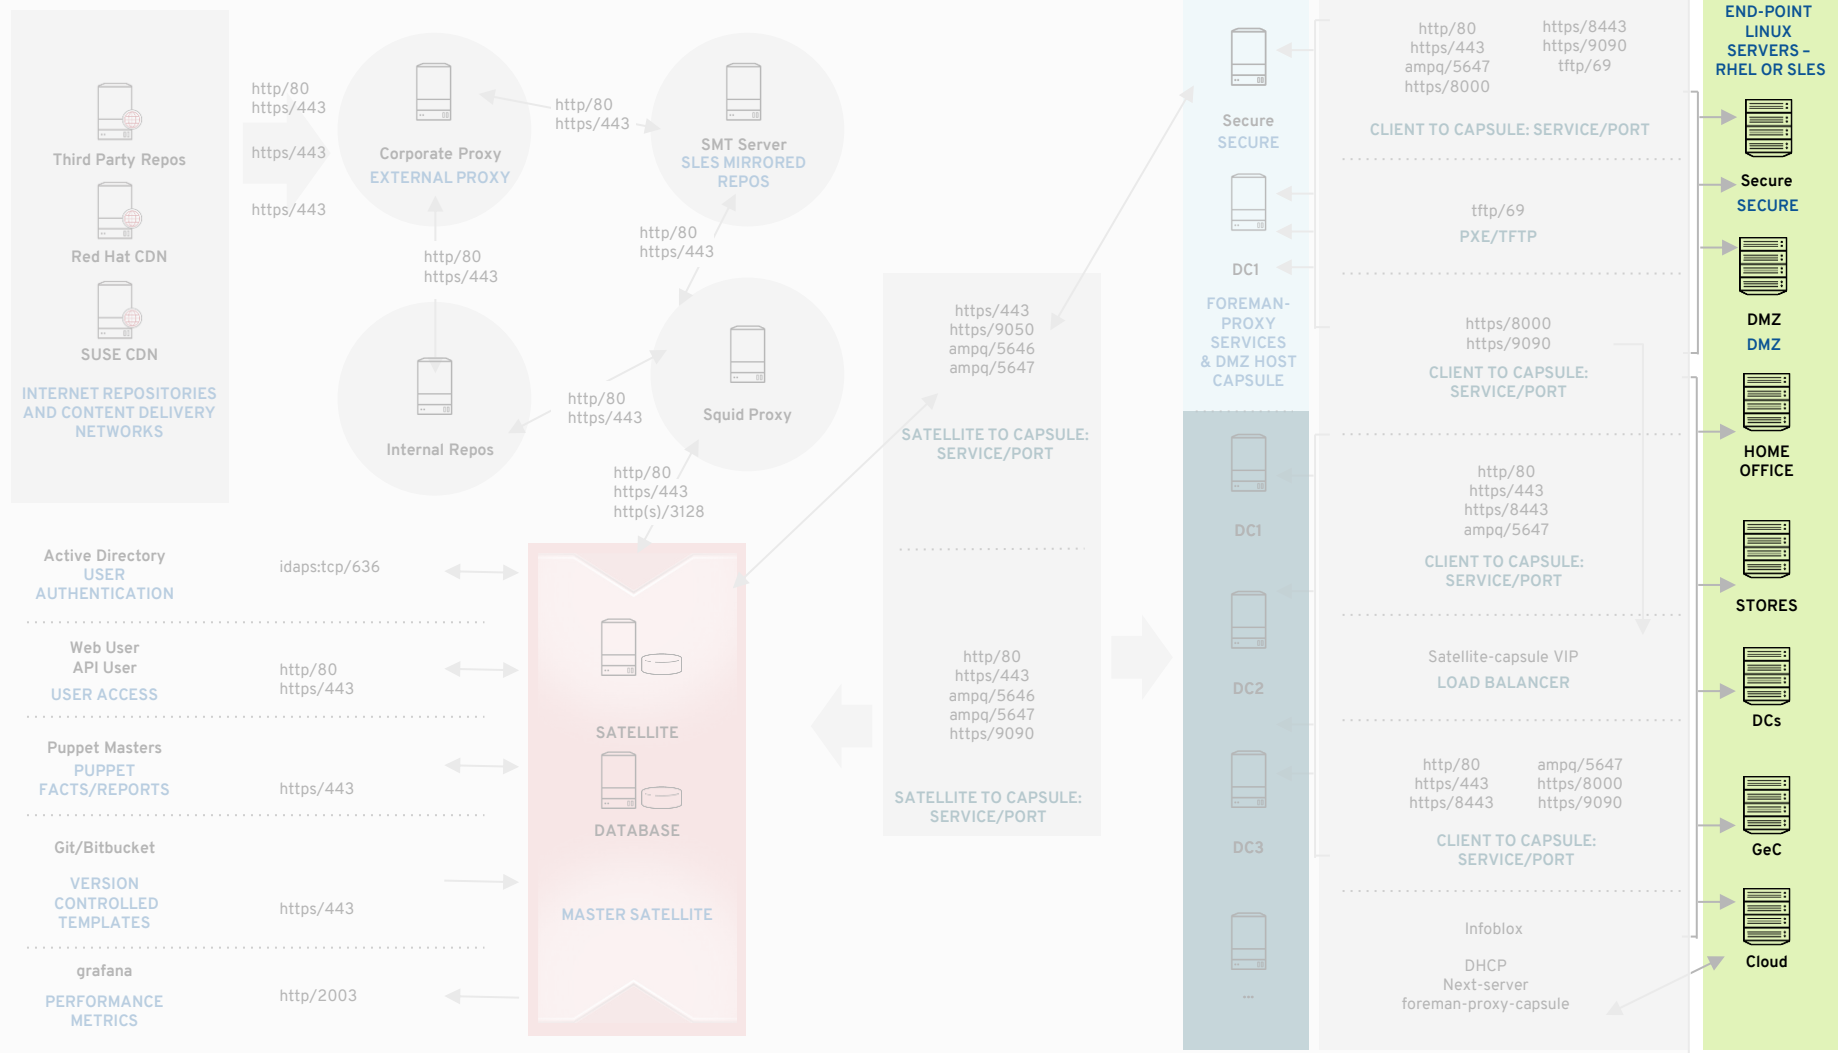 Third Party Repos
Red Hat CDN
SUSE CDN
INTERNET REPOSITORIES
AND CONTENT DELIVERY
NETWORKS
http/80
https/443
https/443
https/443
Corporate Proxy
EXTERNAL PROXY
http/80
https/443
SMT Server
SLES MIRRORED
REPOS
http/80
https/443
http/80
https/443
Internal Repos
http/80
https/443
Squid Proxy
http/80
https/443
http(s)/3128
Active Directory
USER
AUTHENTICATION
idaps:tcp/636
Web User
API User
USER ACCESS
http/80
https/443
Puppet Masters
PUPPET
FACTS/REPORTS
https/443
Git/Bitbucket
VERSION
CONTROLLED
TEMPLATES
https/443
grafana
PERFORMANCE
METRICS
http/2003
SATELLITE
DATABASE
MASTER SATELLITE
https/443
https/9050
ampq/5646
ampq/5647
SATELLITE TO CAPSULE:
SERVICE/PORT
http/80
https/443
ampq/5646
ampq/5647
https/9090
SATELLITE TO CAPSULE:
SERVICE/PORT
Secure
SECURE
DC1
FOREMAN-
PROXY
SERVICES
& DMZ HOST
CAPSULE
DC1
DC2
DC3
...
http/80
https/443
ampq/5647
https/8000
https/8443
https/9090
tftp/69
CLIENT TO CAPSULE: SERVICE/PORT
tftp/69
PXE/TFTP
https/8000
https/9090
CLIENT TO CAPSULE:
SERVICE/PORT
http/80
https/443
https/8443
ampq/5647
CLIENT TO CAPSULE:
SERVICE/PORT
Satellite-capsule VIP
LOAD BALANCER
http/80
https/443
https/8443
ampq/5647
https/8000
https/9090
CLIENT TO CAPSULE:
SERVICE/PORT
Infoblox
DHCP
Next-server
foreman-proxy-capsule
END-POINT
LINUX
SERVERS –
RHEL OR SLES
Secure
SECURE
DMZ
DMZ
HOME
OFFICE
STORES
DCs
GeC
Cloud